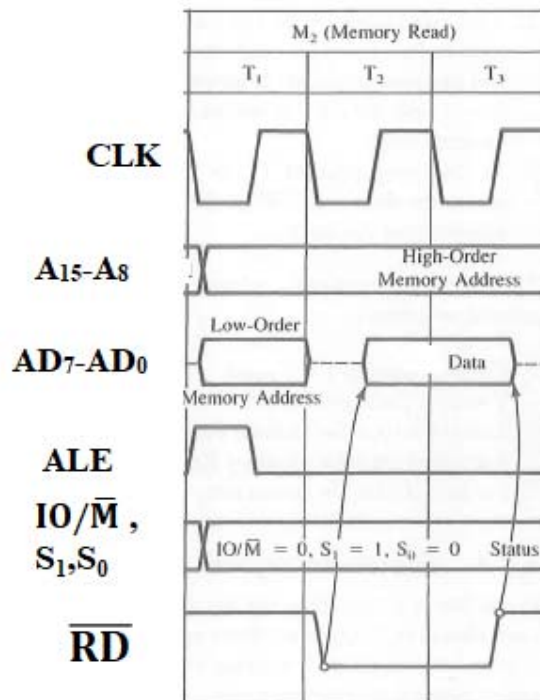 M₂ (Memory Read)
T₁ T₂ T₃
CLK
A₁₅-A₈
High-Order
Memory Address
AD₇-AD₀
Low-Order
Data
Memory Address
ALE
IO/M̅ ,
S₁,S₀
IO/M̅ = 0, S₁ = 1, S₀ = 0 Status
R̅D̅